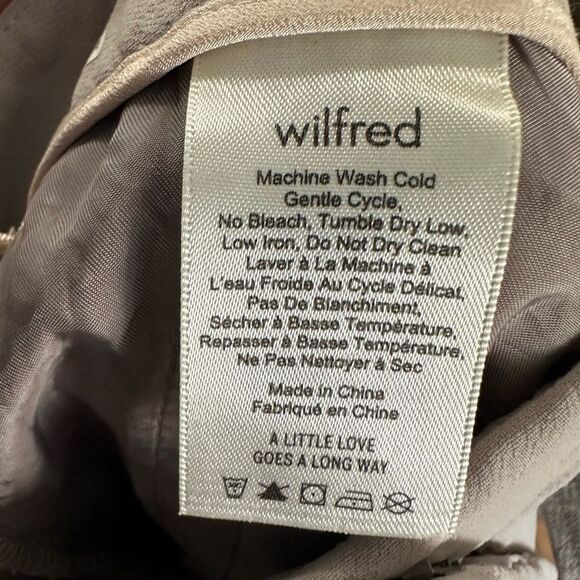 wilfred
Machine Wash Cold
Gentle Cycle,
No Bleach, Tumble Dry Low,
Low Iron, Do Not Dry Clean
Laver à La Machine à
L'eau Froide Au Cycle Délicat,
Pas De Blanchiment,
Sécher à Basse Température,
Repasser à Basse Température,
Ne Pas Nettoyer à Sec
Made in China
Fabriqué en Chine
A LITTLE LOVE
GOES A LONG WAY